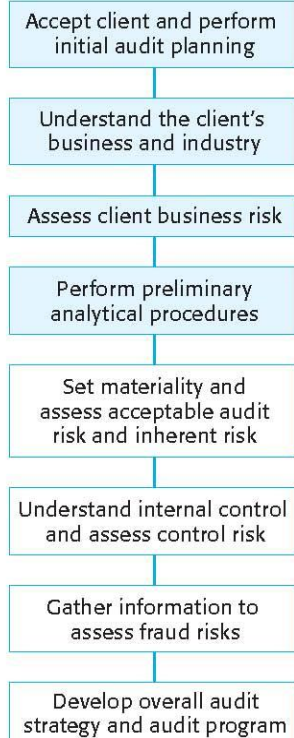 Accept client and perform
initial audit planning
Understand the client's
business and industry
Assess client business risk
Perform preliminary
analytical procedures
Set materiality and
assess acceptable audit
risk and inherent risk
Understand internal control
and assess control risk
Gather information to
assess fraud risks
Develop overall audit
strategy and audit program